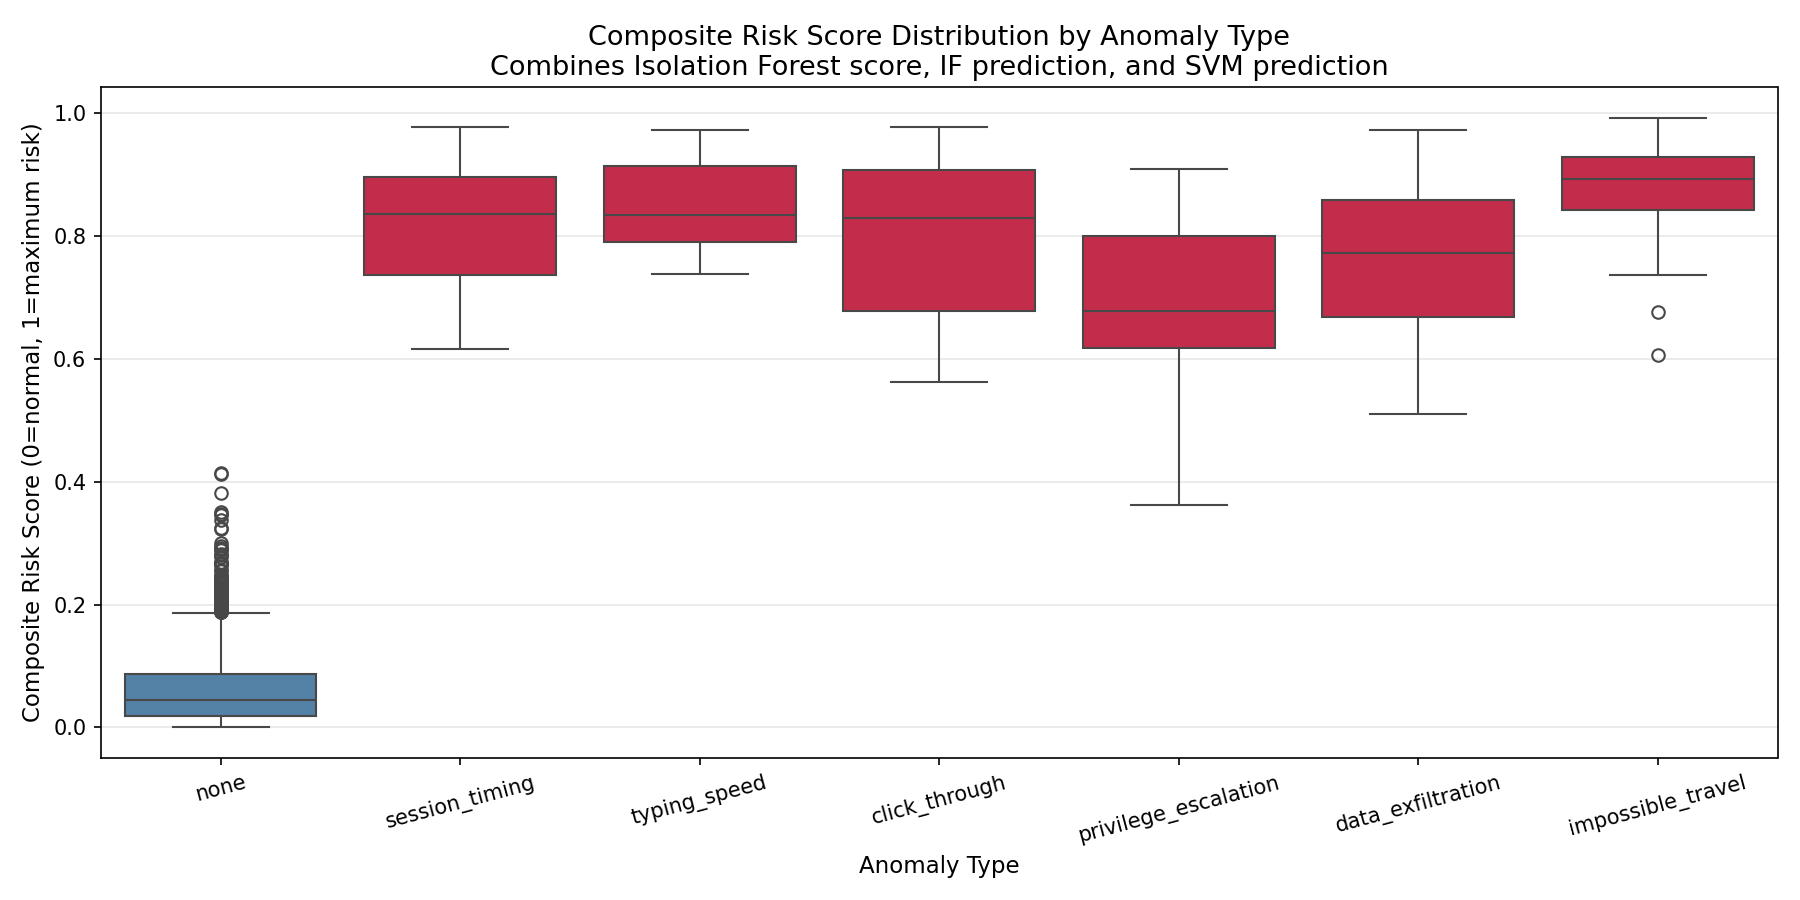 Composite Risk Score Distribution by Anomaly Type
Combines Isolation Forest score, IF prediction, and SVM prediction
Composite Risk Score (0=normal, 1=maximum risk)
1.0
0.8
0.6
0.4
0.2
0.0
none
session_timing
typing_speed
click_through
privilege_escalation
data_exfiltration
impossible_travel
Anomaly Type